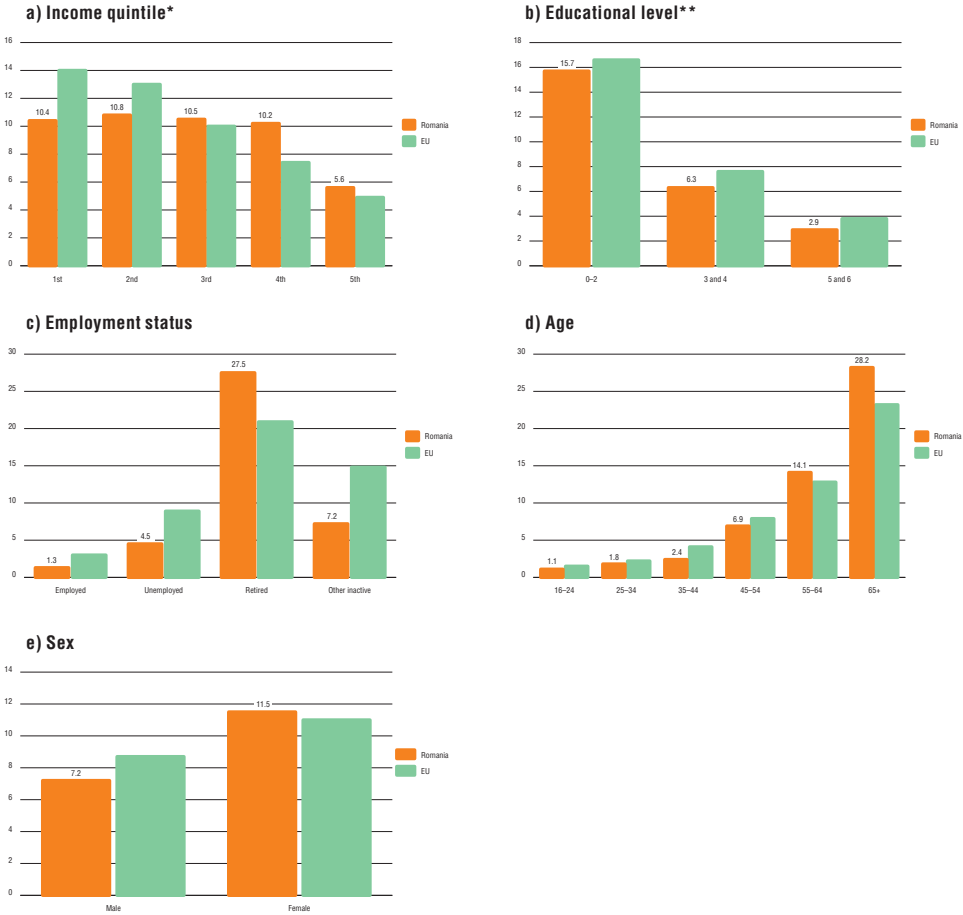 a) Income quintile*
16
14
12
10
8
6
4
2
0
10.4
10.8
10.5
10.2
5.6
1st
2nd
3rd
4th
5th
Romania
EU
b) Educational level**
18
16
14
12
10
8
6
4
2
0
15.7
6.3
2.9
0–2
3 and 4
5 and 6
Romania
EU
c) Employment status
30
25
20
15
10
5
0
1.3
4.5
27.5
7.2
Employed
Unemployed
Retired
Other inactive
Romania
EU
d) Age
30
25
20
15
10
5
0
1.1
1.8
2.4
6.9
14.1
28.2
16–24
25–34
35–44
45–54
55–64
65+
Romania
EU
e) Sex
14
12
10
8
6
4
2
0
7.2
11.5
Male
Female
Romania
EU